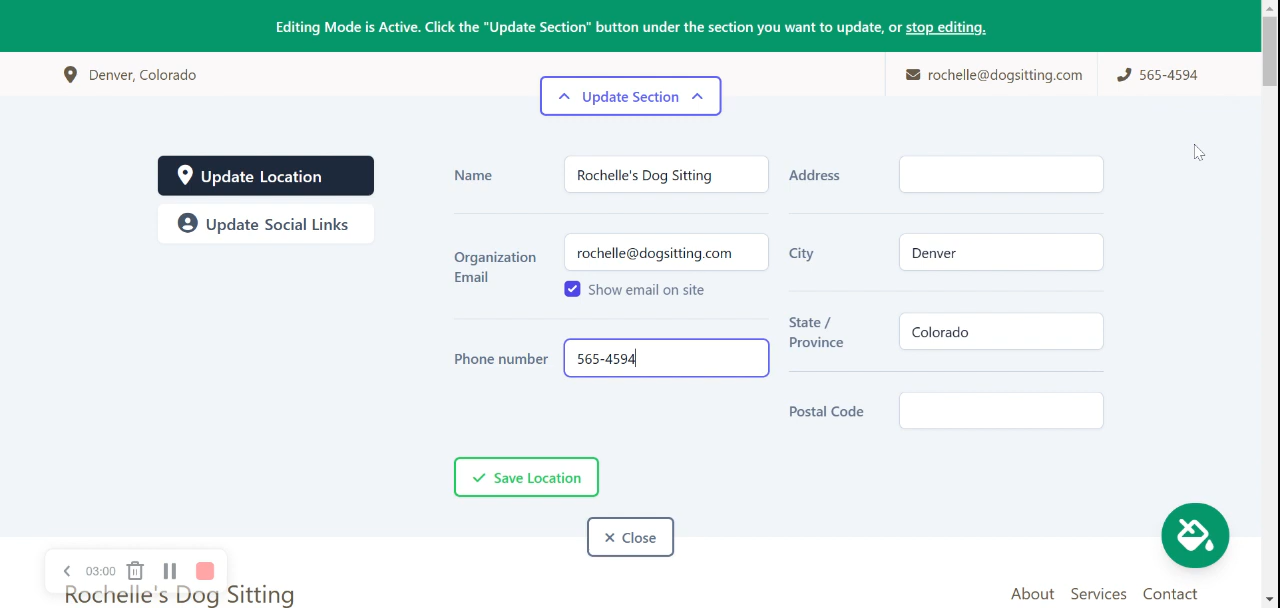 Editing Mode is Active. Click the "Update Section" button under the section you want to update, or stop editing.
Denver, Colorado
rochelle@dogsitting.com
565-4594
Update Section
Update Location
Update Social Links
Name
Rochelle's Dog Sitting
Address
Organization
Email
rochelle@dogsitting.com
Show email on site
City
Denver
State /
Province
Colorado
Phone number
565-4594
Postal Code
Save Location
Close
03:00
Rochelle's Dog Sitting
About
Services
Contact